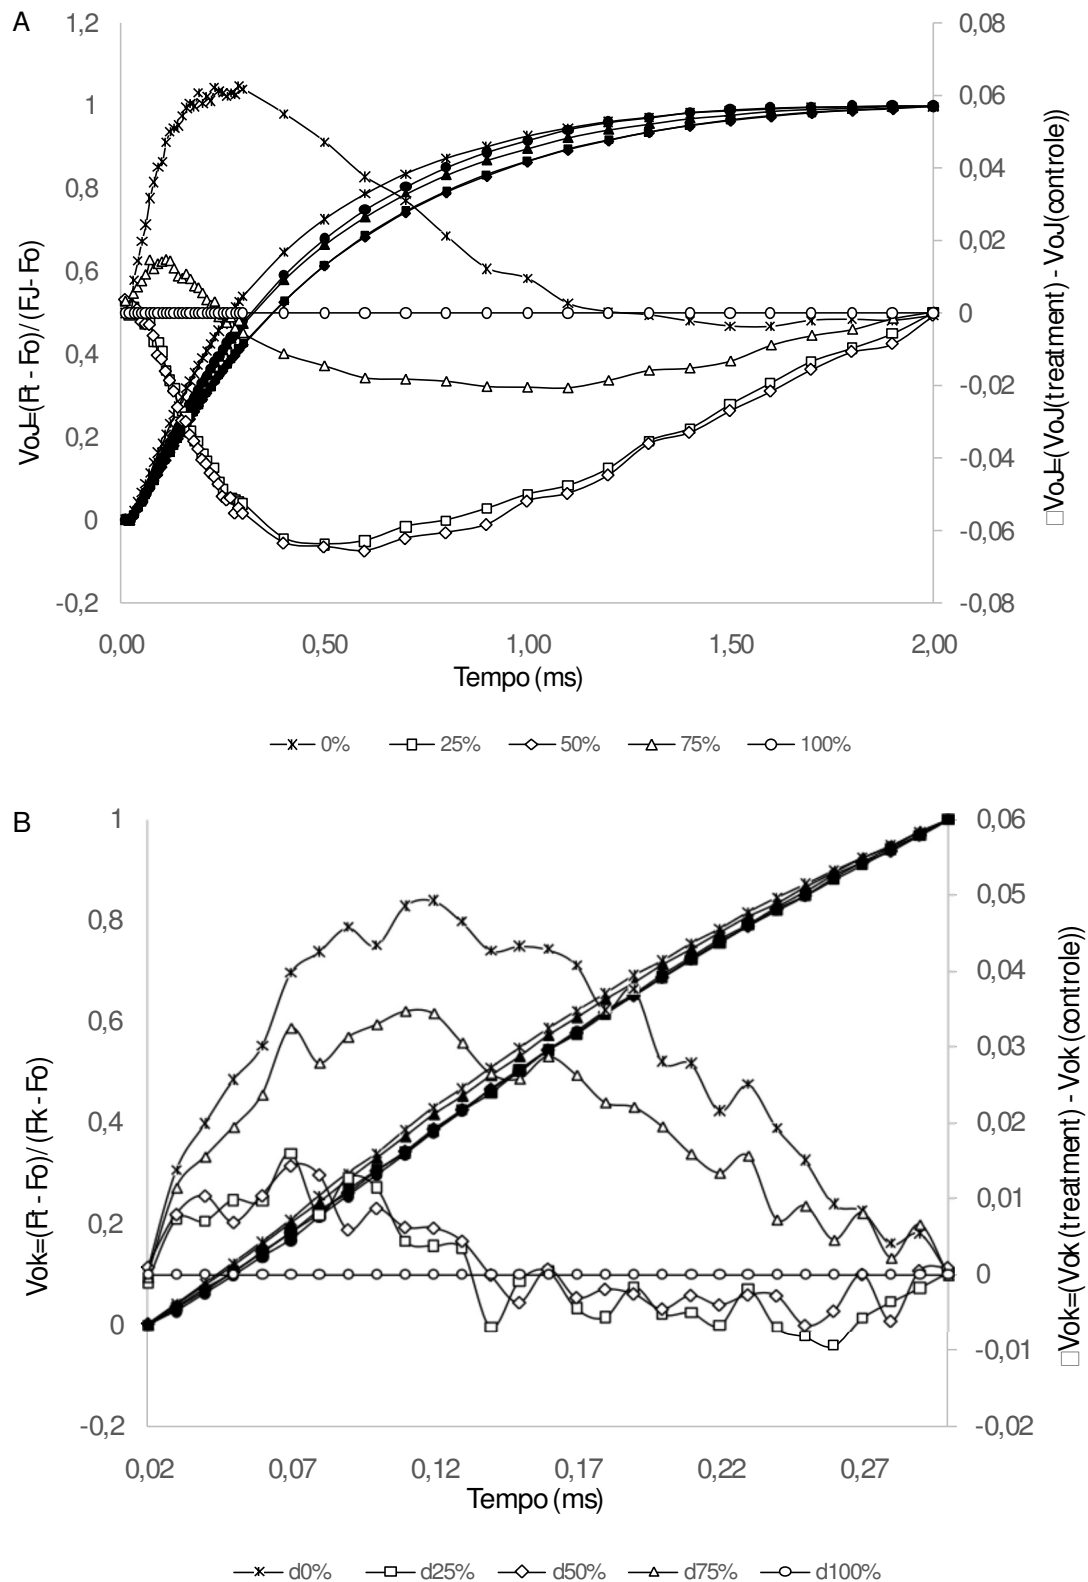 A
1,2
1
0,8
0,6
0,4
0,2
0
-0,2
VoJ=(Ft - Fo)/(FJ - Fo)
0,08
0,06
0,04
0,02
0
-0,02
-0,04
-0,06
-0,08
□VoJ=(VoJ(treatment) - VoJ(controle))
0,00 0,50 1,00 1,50 2,00
Tempo (ms)
0% 25% 50% 75% 100%
B
1
0,8
0,6
0,4
0,2
0
-0,2
Vok=(Ft - Fo)/(Fk - Fo)
0,06
0,05
0,04
0,03
0,02
0,01
0
-0,01
-0,02
□Vok=(Vok(treatment) - Vok(controle))
0,02 0,07 0,12 0,17 0,22 0,27
Tempo (ms)
d0% d25% d50% d75% d100%